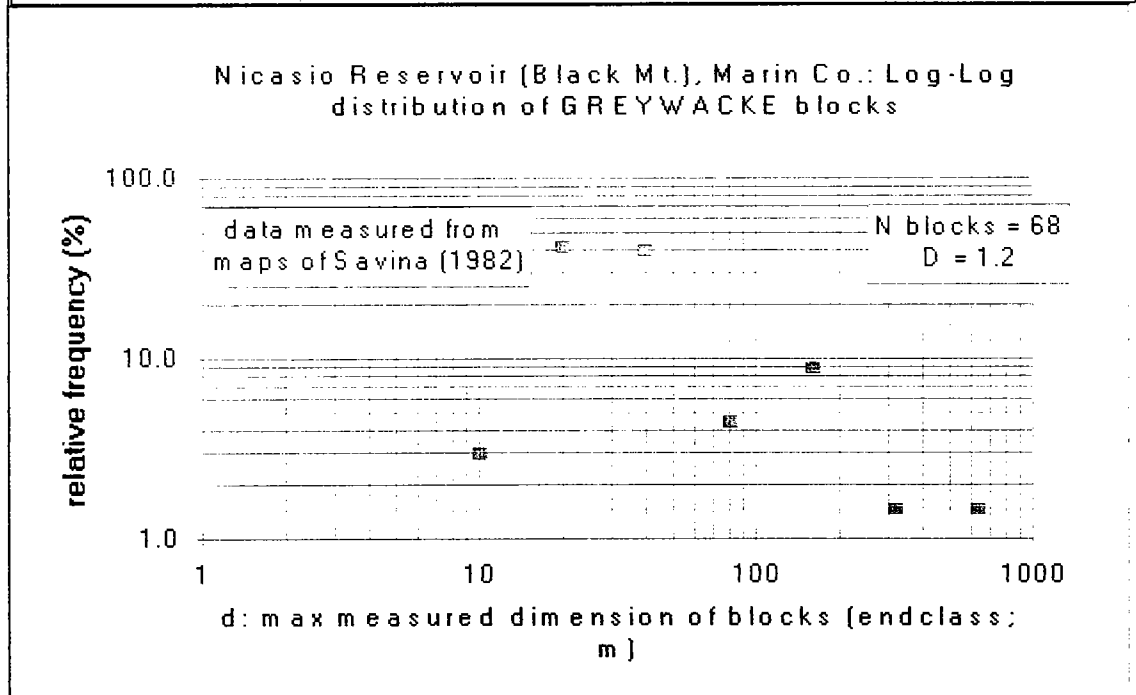 Nicasio Reservoir (Black Mt.), Marin Co.: Log-Log
distribution of GREYWACKE blocks
100.0
data measured from
maps of Savina (1982)
N blocks = 68
D = 1.2
relative frequency (%)
10.0
1.0
1
10
100
1000
d: max measured dimension of blocks (endclass;
m)